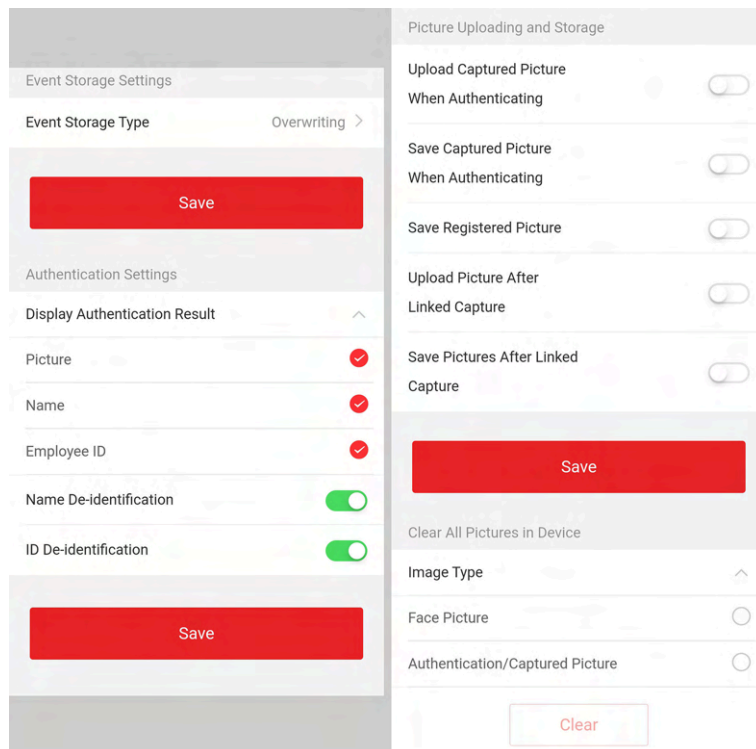 Event Storage Settings
Event Storage Type Overwriting
Save
Authentication Settings
Display Authentication Result
Picture
Name
Employee ID
Name De-identification
ID De-identification
Save
Picture Uploading and Storage
Upload Captured Picture
When Authenticating
Save Captured Picture
When Authenticating
Save Registered Picture
Upload Picture After
Linked Capture
Save Pictures After Linked
Capture
Save
Clear All Pictures in Device
Image Type
Face Picture
Authentication/Captured Picture
Clear